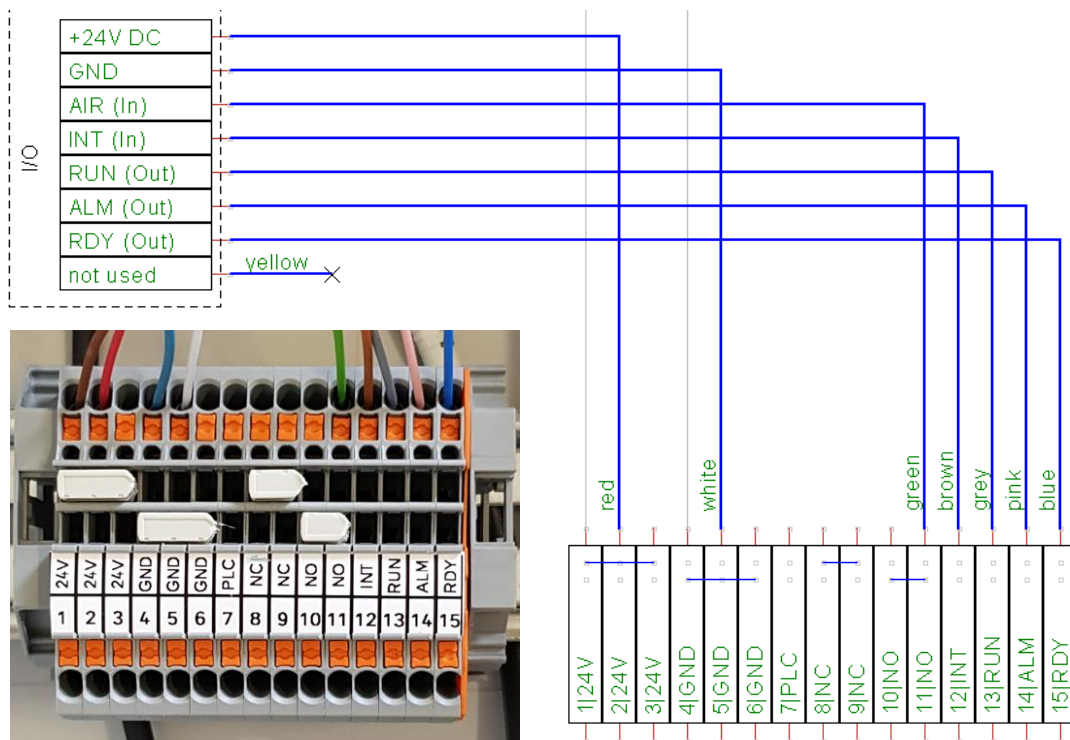 +24V DC
GND
AIR (In)
INT (In)
RUN (Out)
ALM (Out)
RDY (Out)
not used
I/O
yellow
red
white
green
brown
grey
pink
blue
24V 24V 24V GND GND GND PLC NC NC NO NO INT RUN ALM RDY
1 2 3 4 5 6 7 8 9 10 11 12 13 14 15
1|24V
2|24V
3|24V
4|GND
5|GND
6|GND
7|PLC
8|NC
9|NC
10|NO
11|NO
12|INT
13|RUN
14|ALM
15|RDY